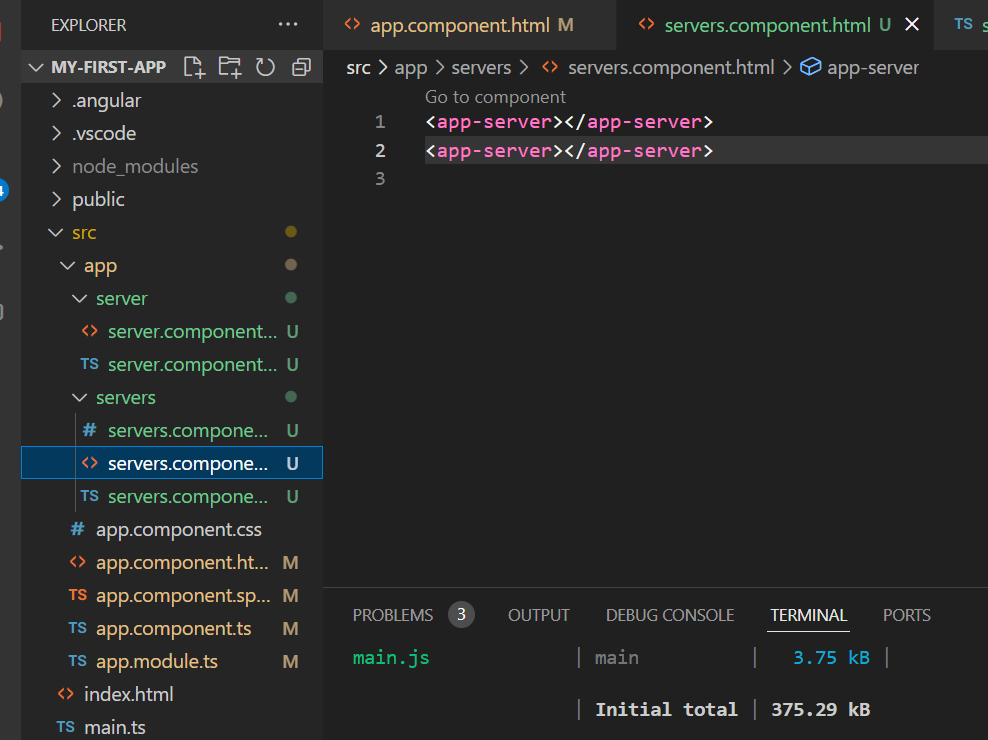 EXPLORER ...
app.component.html M
servers.component.html U
TS
MY-FIRST-APP
src > app > servers > servers.component.html > app-server
.angular
.vscode
node_modules
public
src
app
server
server.component... U
TS server.component... U
servers
# servers.compone... U
servers.compone... U
TS servers.compone... U
# app.component.css
app.component.ht... M
TS app.component.sp... M
TS app.component.ts M
TS app.module.ts M
index.html
TS main.ts
Go to component
1 <app-server></app-server>
2 <app-server></app-server>
3
PROBLEMS 3 OUTPUT DEBUG CONSOLE TERMINAL PORTS
main.js | main | 3.75 kB |
| Initial total | 375.29 kB